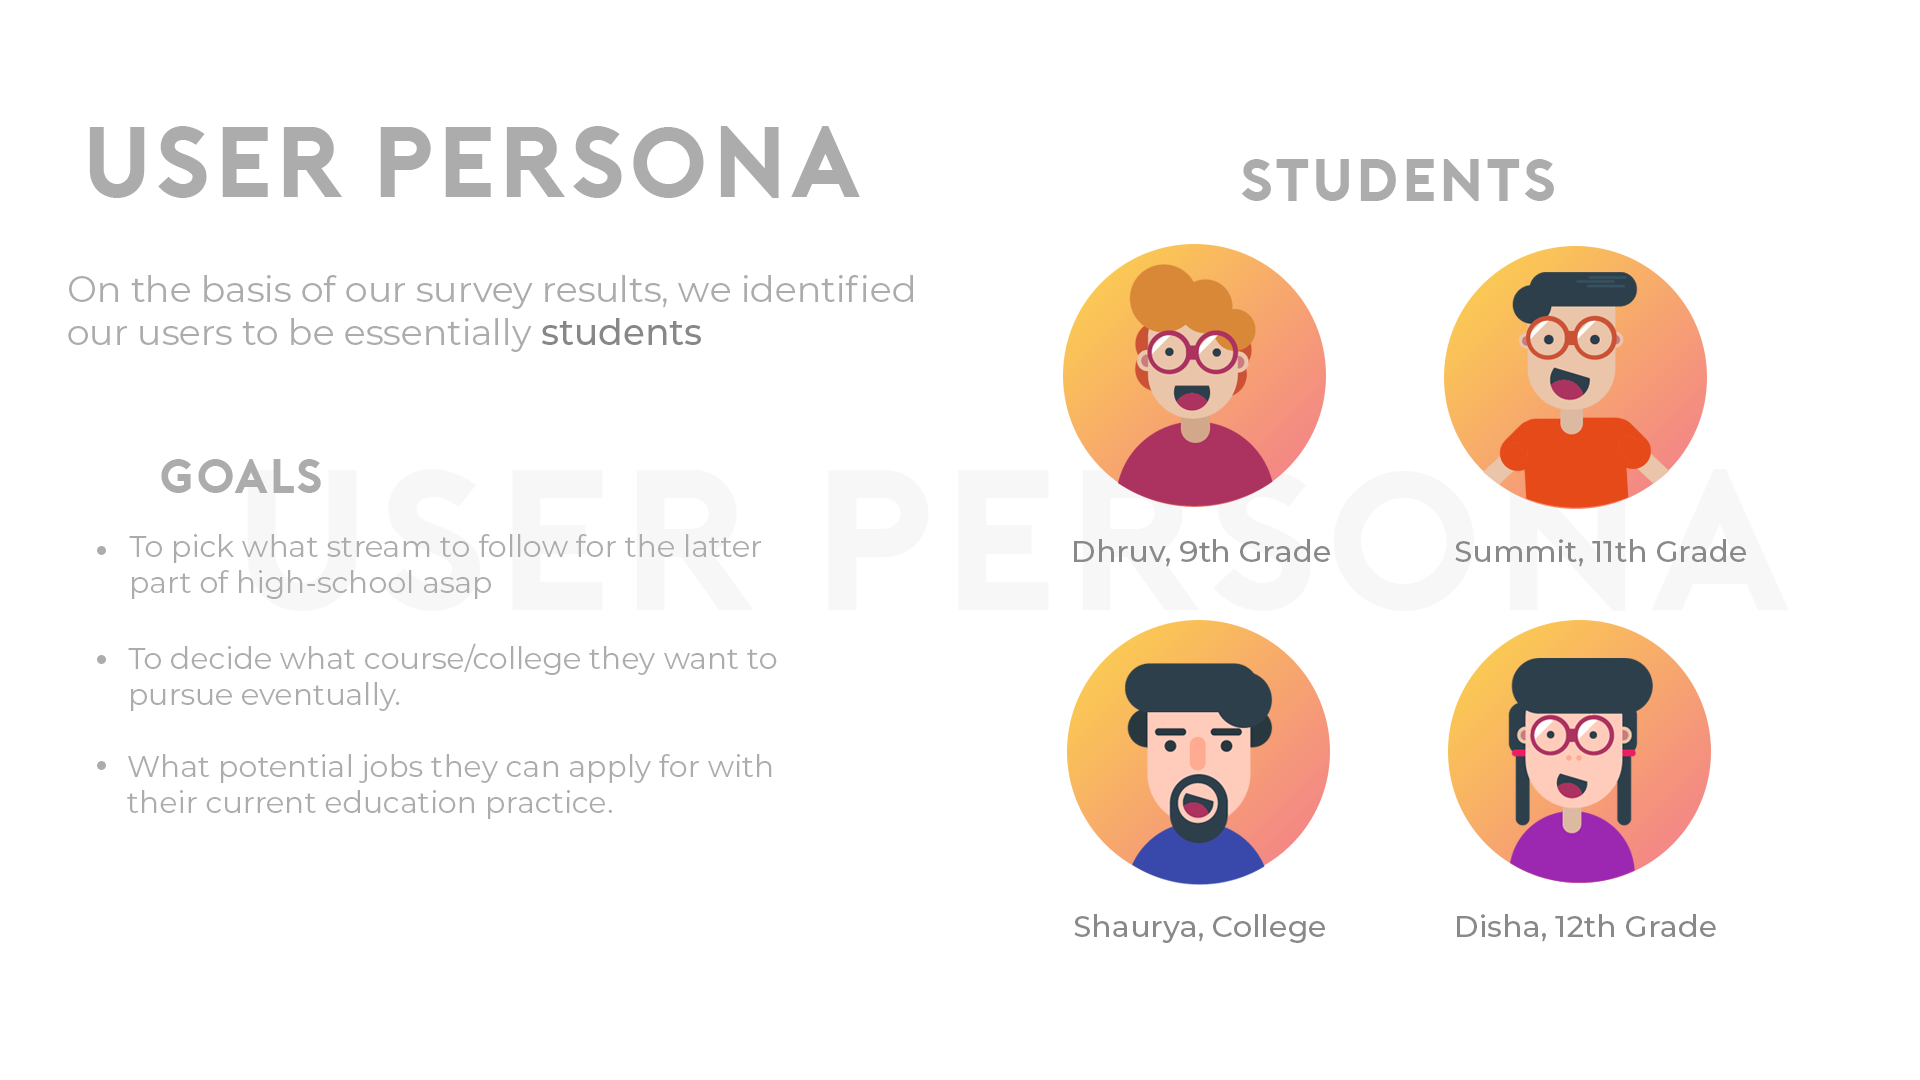 USER PERSONA
On the basis of our survey results, we identified
our users to be essentially students
GOALS
• To pick what stream to follow for the latter
part of high-school asap
• To decide what course/college they want to
pursue eventually.
• What potential jobs they can apply for with
their current education practice.
STUDENTS
Dhruv, 9th Grade
Summit, 11th Grade
Shaurya, College
Disha, 12th Grade
USER PERSONA